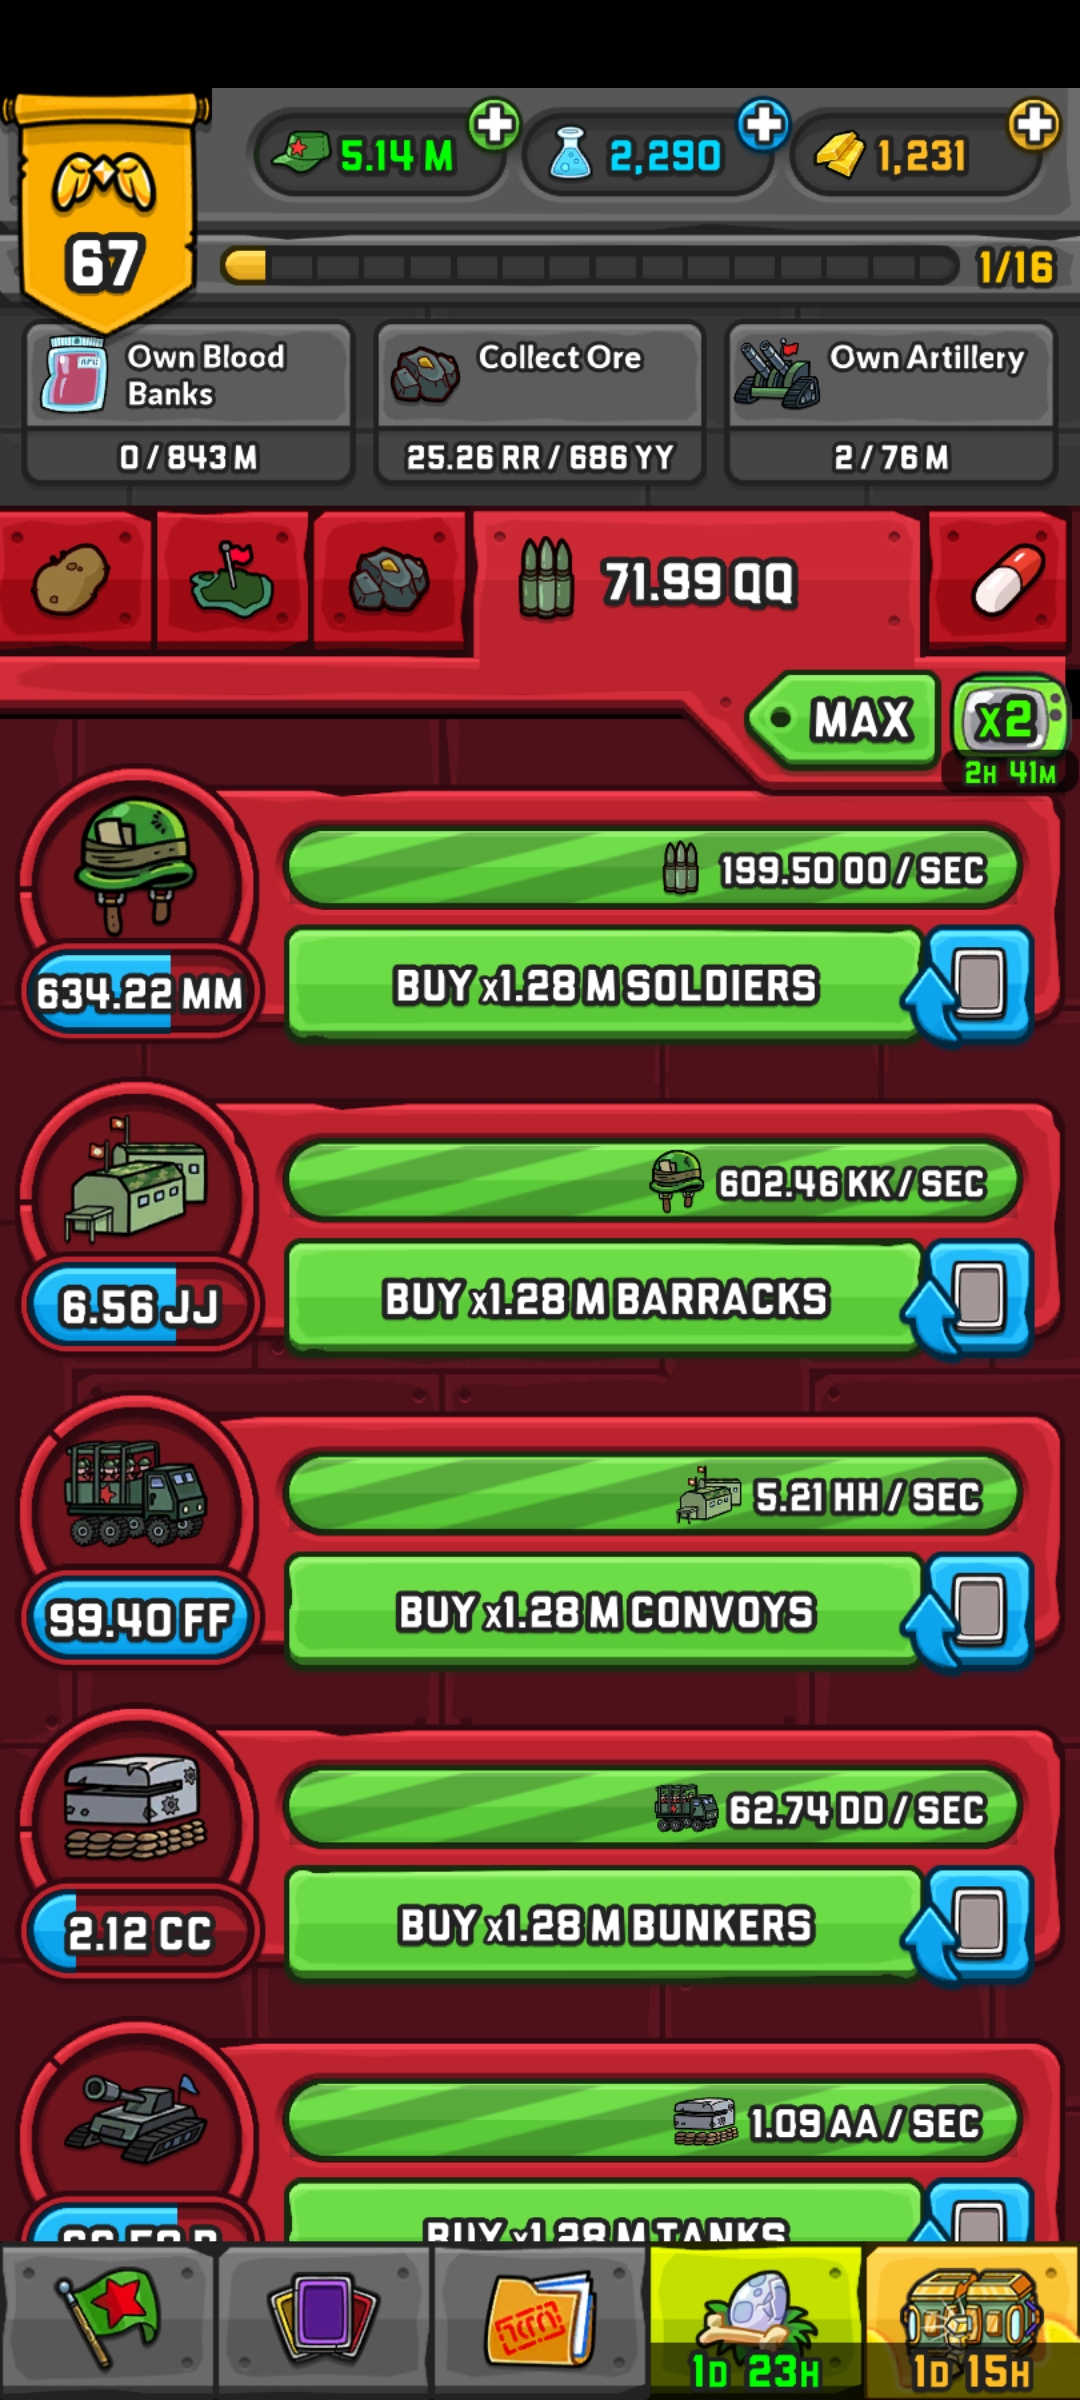 5.14 M
2,290
1,231
67
1/16
Own Blood
Banks
Collect Ore
Own Artillery
0 / 843 M
25.26 RR / 686 YY
2 / 76 M
71.99 QQ
MAX
x2
2H 41M
199.50 OO / SEC
634.22 MM
BUY x1.28 M SOLDIERS
602.46 KK / SEC
6.56 JJ
BUY x1.28 M BARRACKS
5.21 HH / SEC
99.40 FF
BUY x1.28 M CONVOYS
62.74 DD / SEC
2.12 CC
BUY x1.28 M BUNKERS
1.09 AA / SEC
BUY x1.28 M TANKS
1D 23H
1D 15H